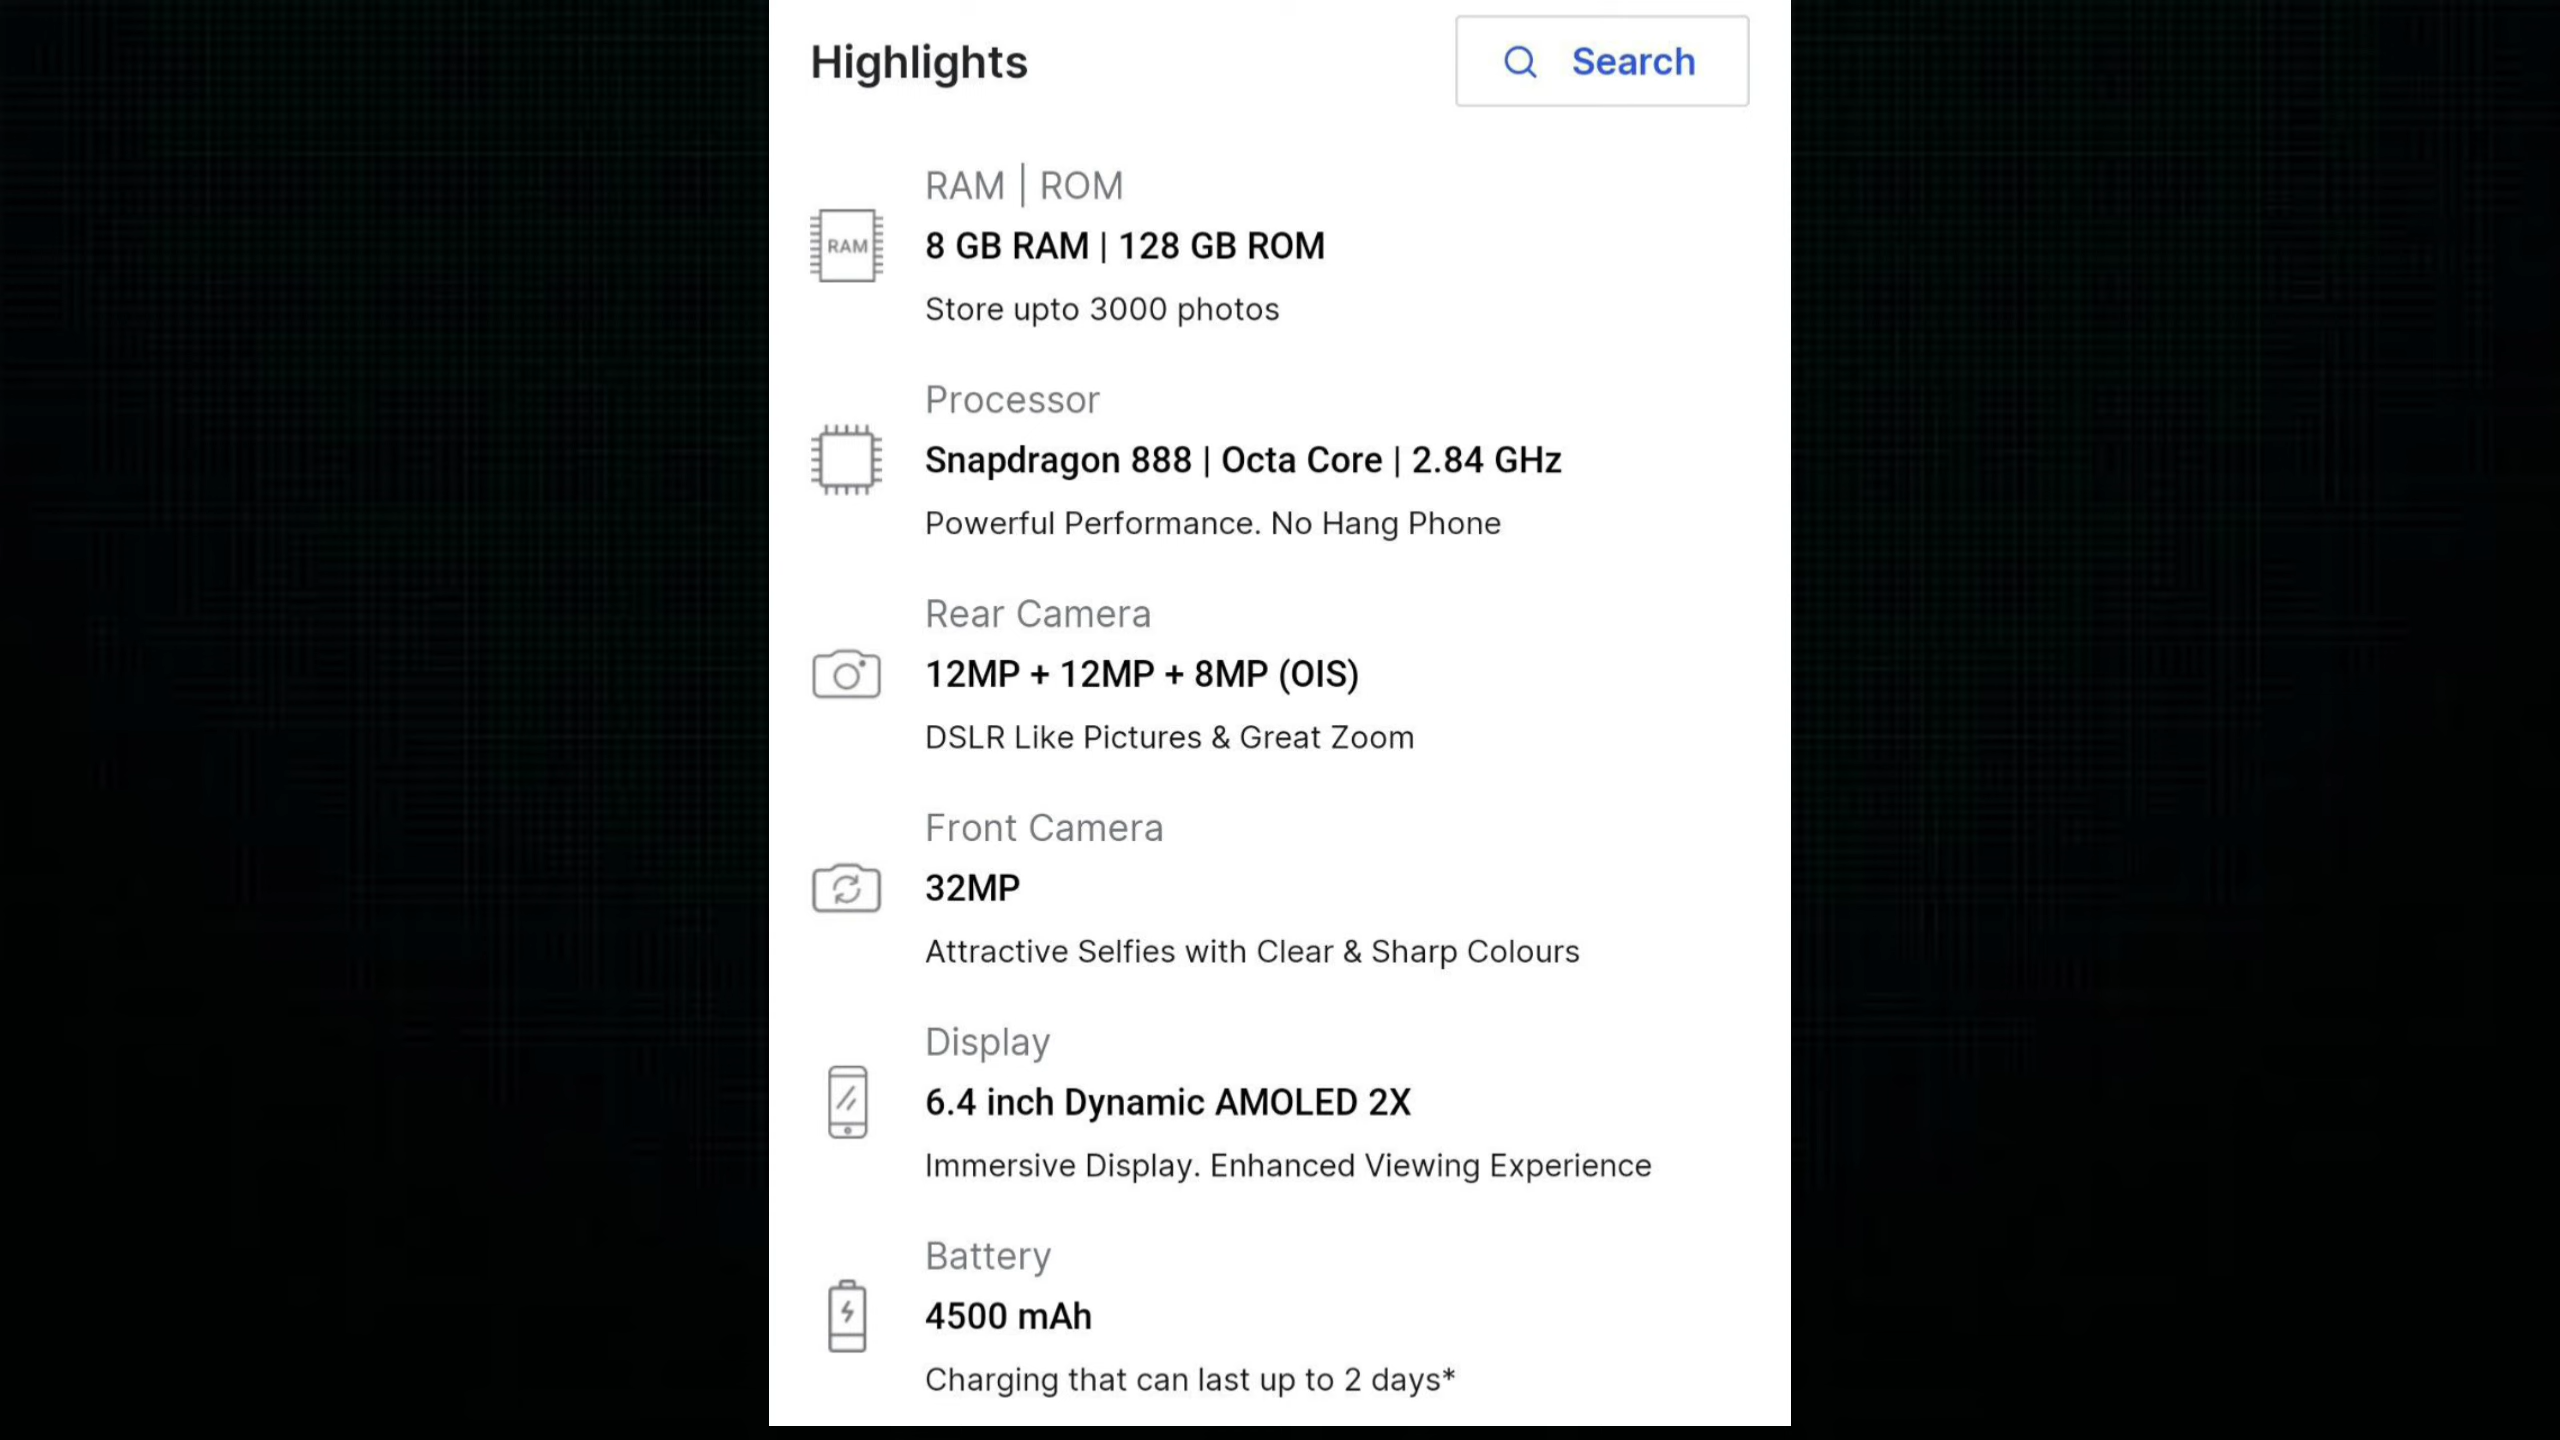 Highlights
Search
RAM | ROM
RAM
8 GB RAM | 128 GB ROM
Store upto 3000 photos
Processor
Snapdragon 888 | Octa Core | 2.84 GHz
Powerful Performance. No Hang Phone
Rear Camera
12MP + 12MP + 8MP (OIS)
DSLR Like Pictures & Great Zoom
Front Camera
32MP
Attractive Selfies with Clear & Sharp Colours
Display
6.4 inch Dynamic AMOLED 2X
Immersive Display. Enhanced Viewing Experience
Battery
4500 mAh
Charging that can last up to 2 days*